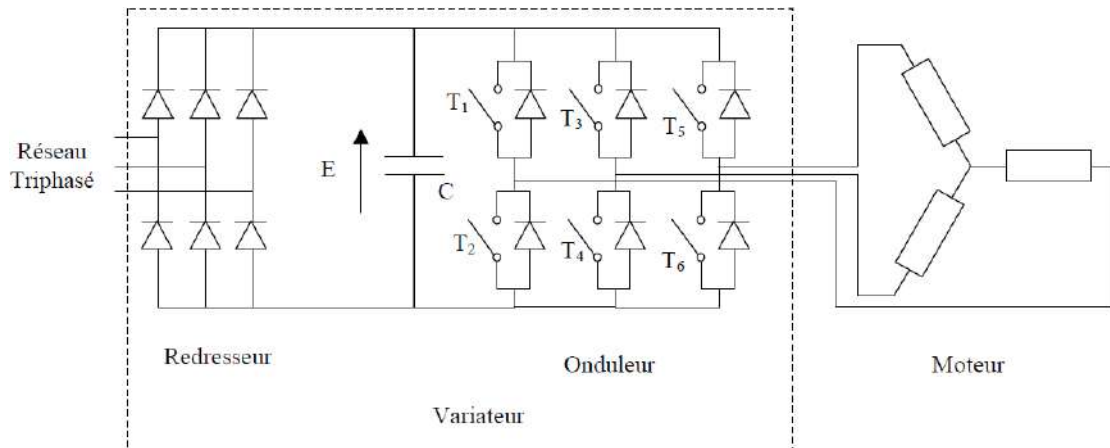 Réseau
Triphasé
E
C
T1
T3
T5
T2
T4
T6
Redresseur
Onduleur
Moteur
Variateur